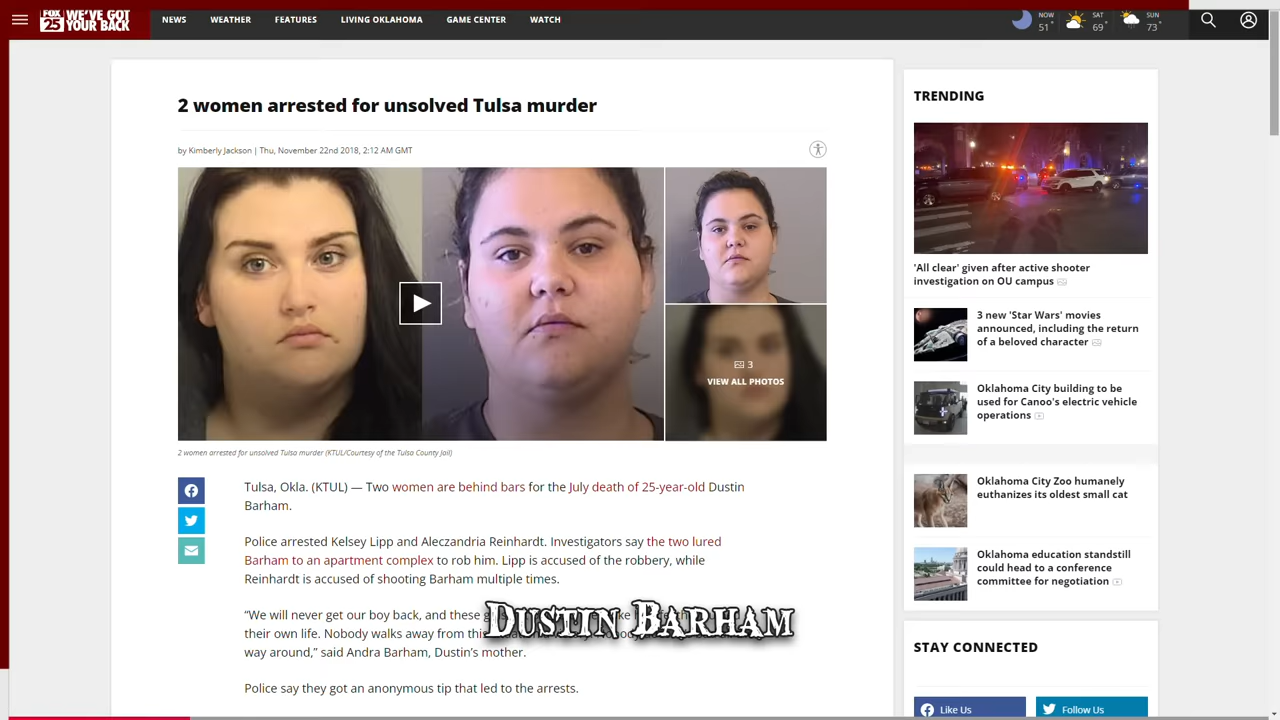 FOX 25 WE'VE GOT YOUR BACK
NEWS WEATHER FEATURES LIVING OKLAHOMA GAME CENTER WATCH
NOW 51° SAT 69° SUN 73°
2 women arrested for unsolved Tulsa murder
by Kimberly Jackson | Thu, November 22nd 2018, 2:12 AM GMT
3
VIEW ALL PHOTOS
2 women arrested for unsolved Tulsa murder (KTUL/Courtesy of the Tulsa County Jail)
Tulsa, Okla. (KTUL) — Two women are behind bars for the July death of 25-year-old Dustin
Barham.
Police arrested Kelsey Lipp and Aleczandria Reinhardt. Investigators say the two lured
Barham to an apartment complex to rob him. Lipp is accused of the robbery, while
Reinhardt is accused of shooting Barham multiple times.
“We will never get our boy back, and these
their own life. Nobody walks away from this
way around,” said Andra Barham, Dustin’s mother.
Police say they got an anonymous tip that led to the arrests.
DUSTIN BARHAM
TRENDING
'All clear' given after active shooter
investigation on OU campus
3 new 'Star Wars' movies
announced, including the return
of a beloved character
Oklahoma City building to be
used for Canoo's electric vehicle
operations
Oklahoma City Zoo humanely
euthanizes its oldest small cat
Oklahoma education standstill
could head to a conference
committee for negotiation
STAY CONNECTED
Like Us
Follow Us